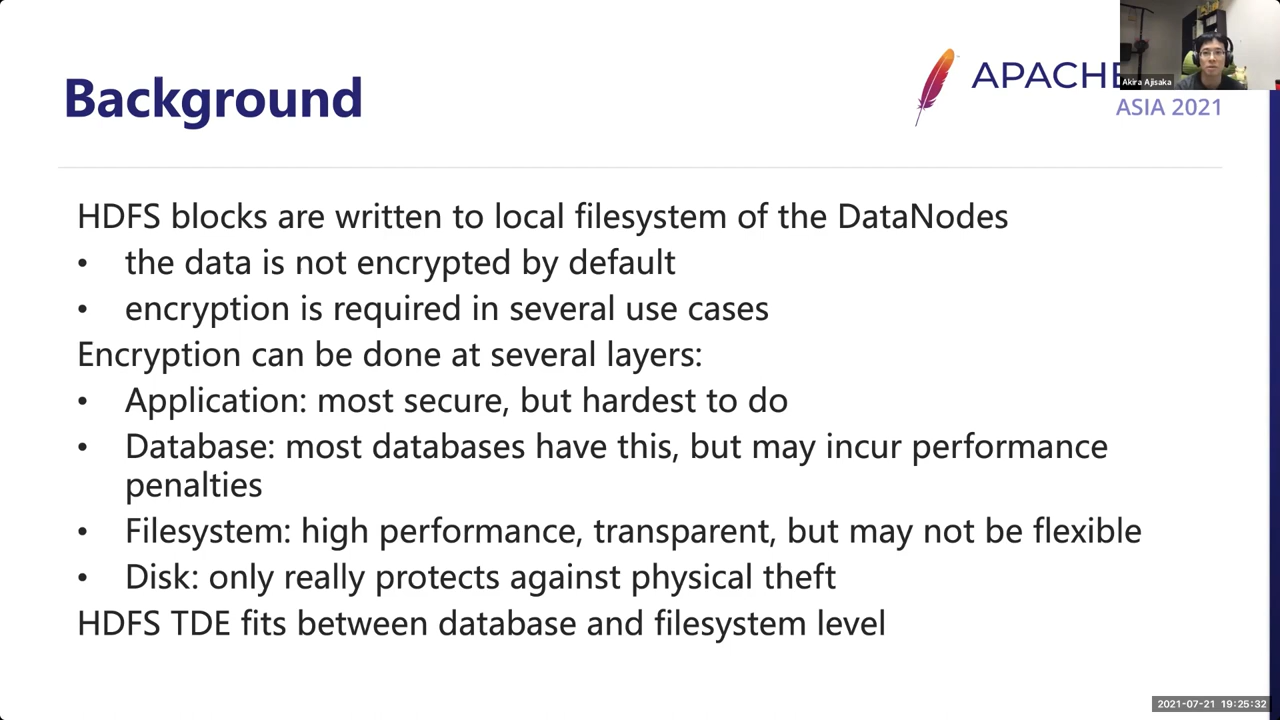 Background
APACHE
ASIA 2021
Akira Ajisaka
HDFS blocks are written to local filesystem of the DataNodes
• the data is not encrypted by default
• encryption is required in several use cases
Encryption can be done at several layers:
• Application: most secure, but hardest to do
• Database: most databases have this, but may incur performance
penalties
• Filesystem: high performance, transparent, but may not be flexible
• Disk: only really protects against physical theft
HDFS TDE fits between database and filesystem level
2021-07-21 19:25:32